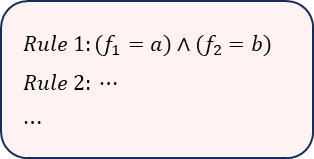 Rule 1: (f₁ = a) ∧ (f₂ = b)
Rule 2: ⋯
⋯